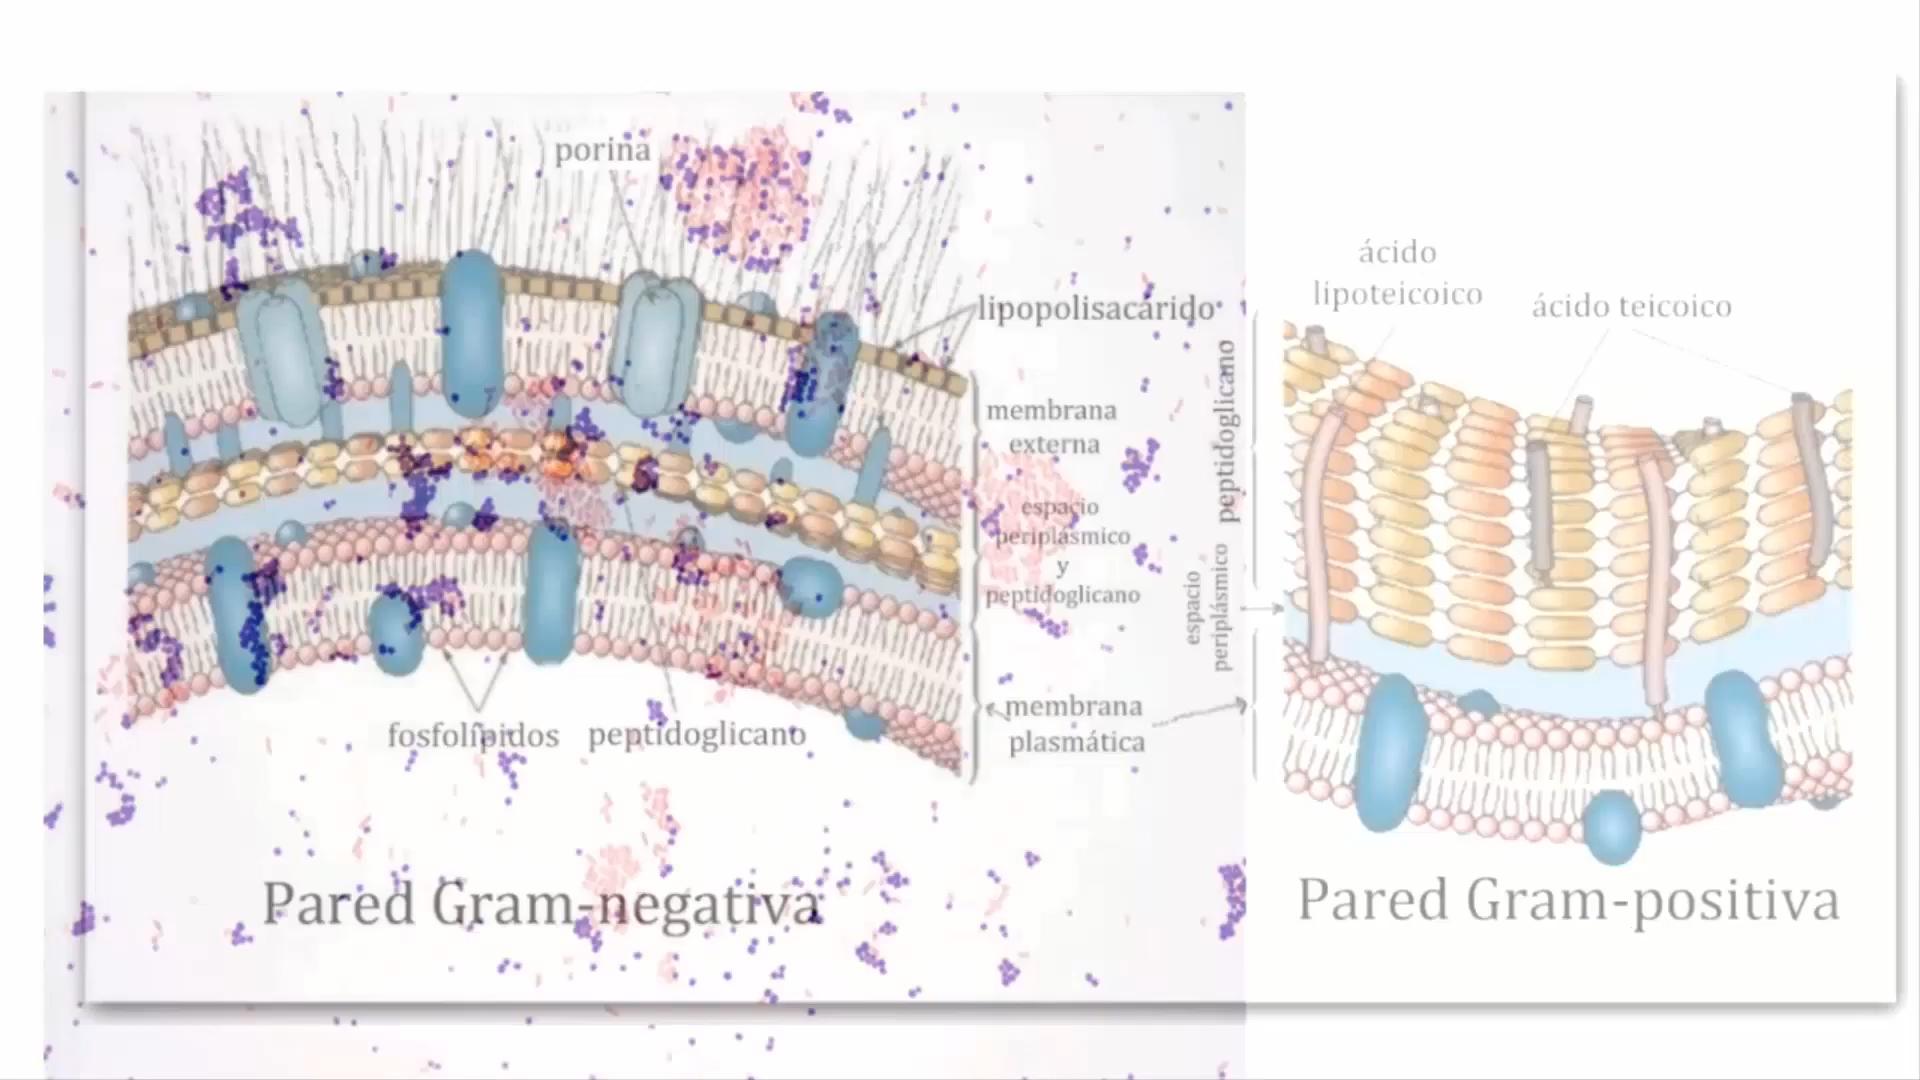 porina
lipopolisacárido
membrana
externa
espacio
periplásmico
y
peptidoglicano
membrana
plasmática
fosfolípidos
peptidoglicano
Pared Gram-negativa
peptidoglicano
espacio
periplásmico
ácido
lipoteicoico
ácido teicoico
Pared Gram-positiva